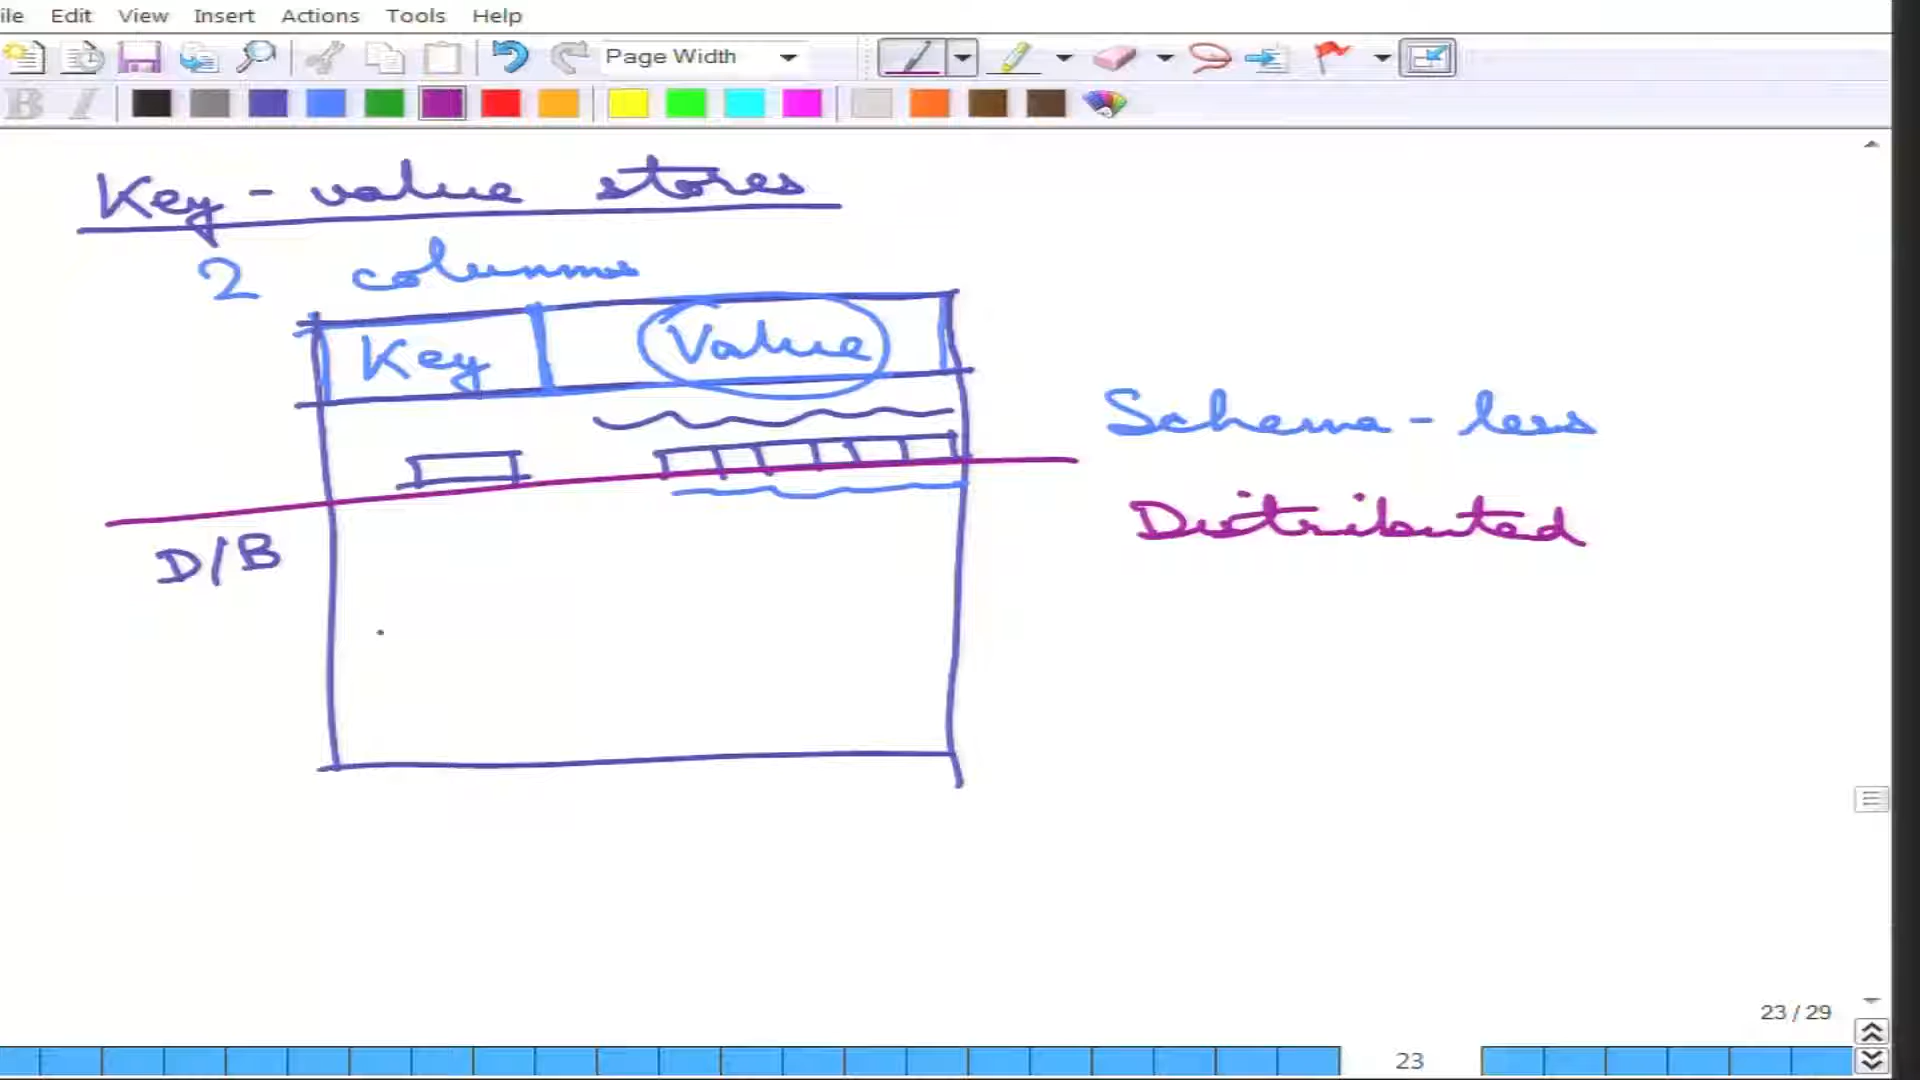 ile Edit View Insert Actions Tools Help
Page Width
B I
Key - value stores
2 columns
Key Value
Schema - less
Distributed
D/B
23 / 29
23